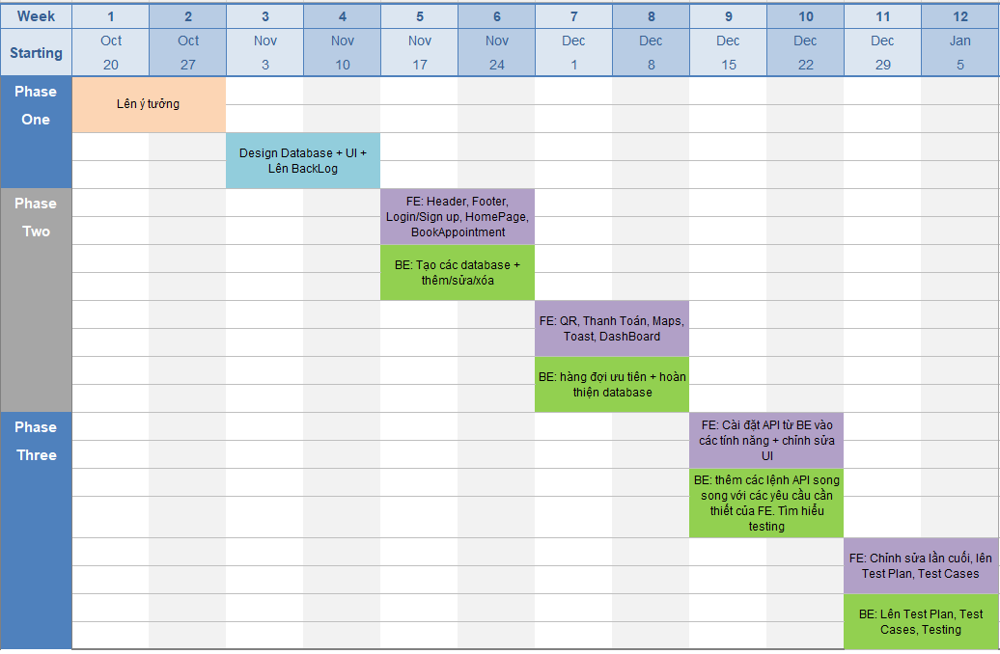 Week 1 2 3 4 5 6 7 8 9 10 11 12
Starting
Oct Oct Nov Nov Nov Nov Dec Dec Dec Dec Dec Jan
20 27 3 10 17 24 1 8 15 22 29 5
Phase
One
Lên ý tưởng
Design Database + UI +
Lên BackLog
Phase
Two
FE: Header, Footer,
Login/Sign up, HomePage,
BookAppointment
BE: Tạo các database +
thêm/sửa/xóa
FE: QR, Thanh Toán, Maps,
Toast, DashBoard
BE: hàng đợi ưu tiên + hoàn
thiện database
Phase
Three
FE: Cài đặt API từ BE vào
các tính năng + chỉnh sửa
UI
BE: thêm các lệnh API song
song với các yêu cầu cần
thiết của FE. Tìm hiểu
testing
FE: Chỉnh sửa lần cuối, lên
Test Plan, Test Cases
BE: Lên Test Plan, Test
Cases, Testing